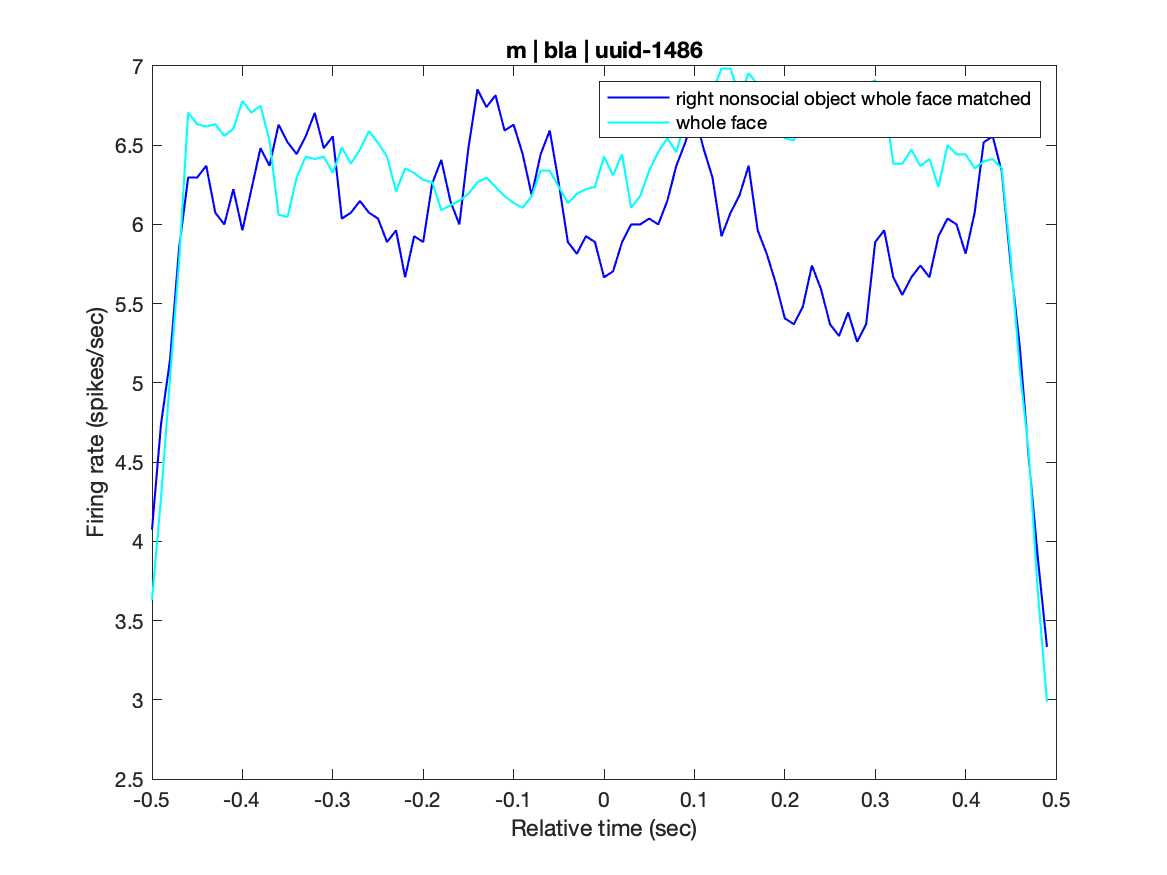 m | bla | uuid-1486
right nonsocial object whole face matched
whole face
7
6.5
6
5.5
5
4.5
4
3.5
3
2.5
Firing rate (spikes/sec)
-0.5 -0.4 -0.3 -0.2 -0.1 0 0.1 0.2 0.3 0.4 0.5
Relative time (sec)